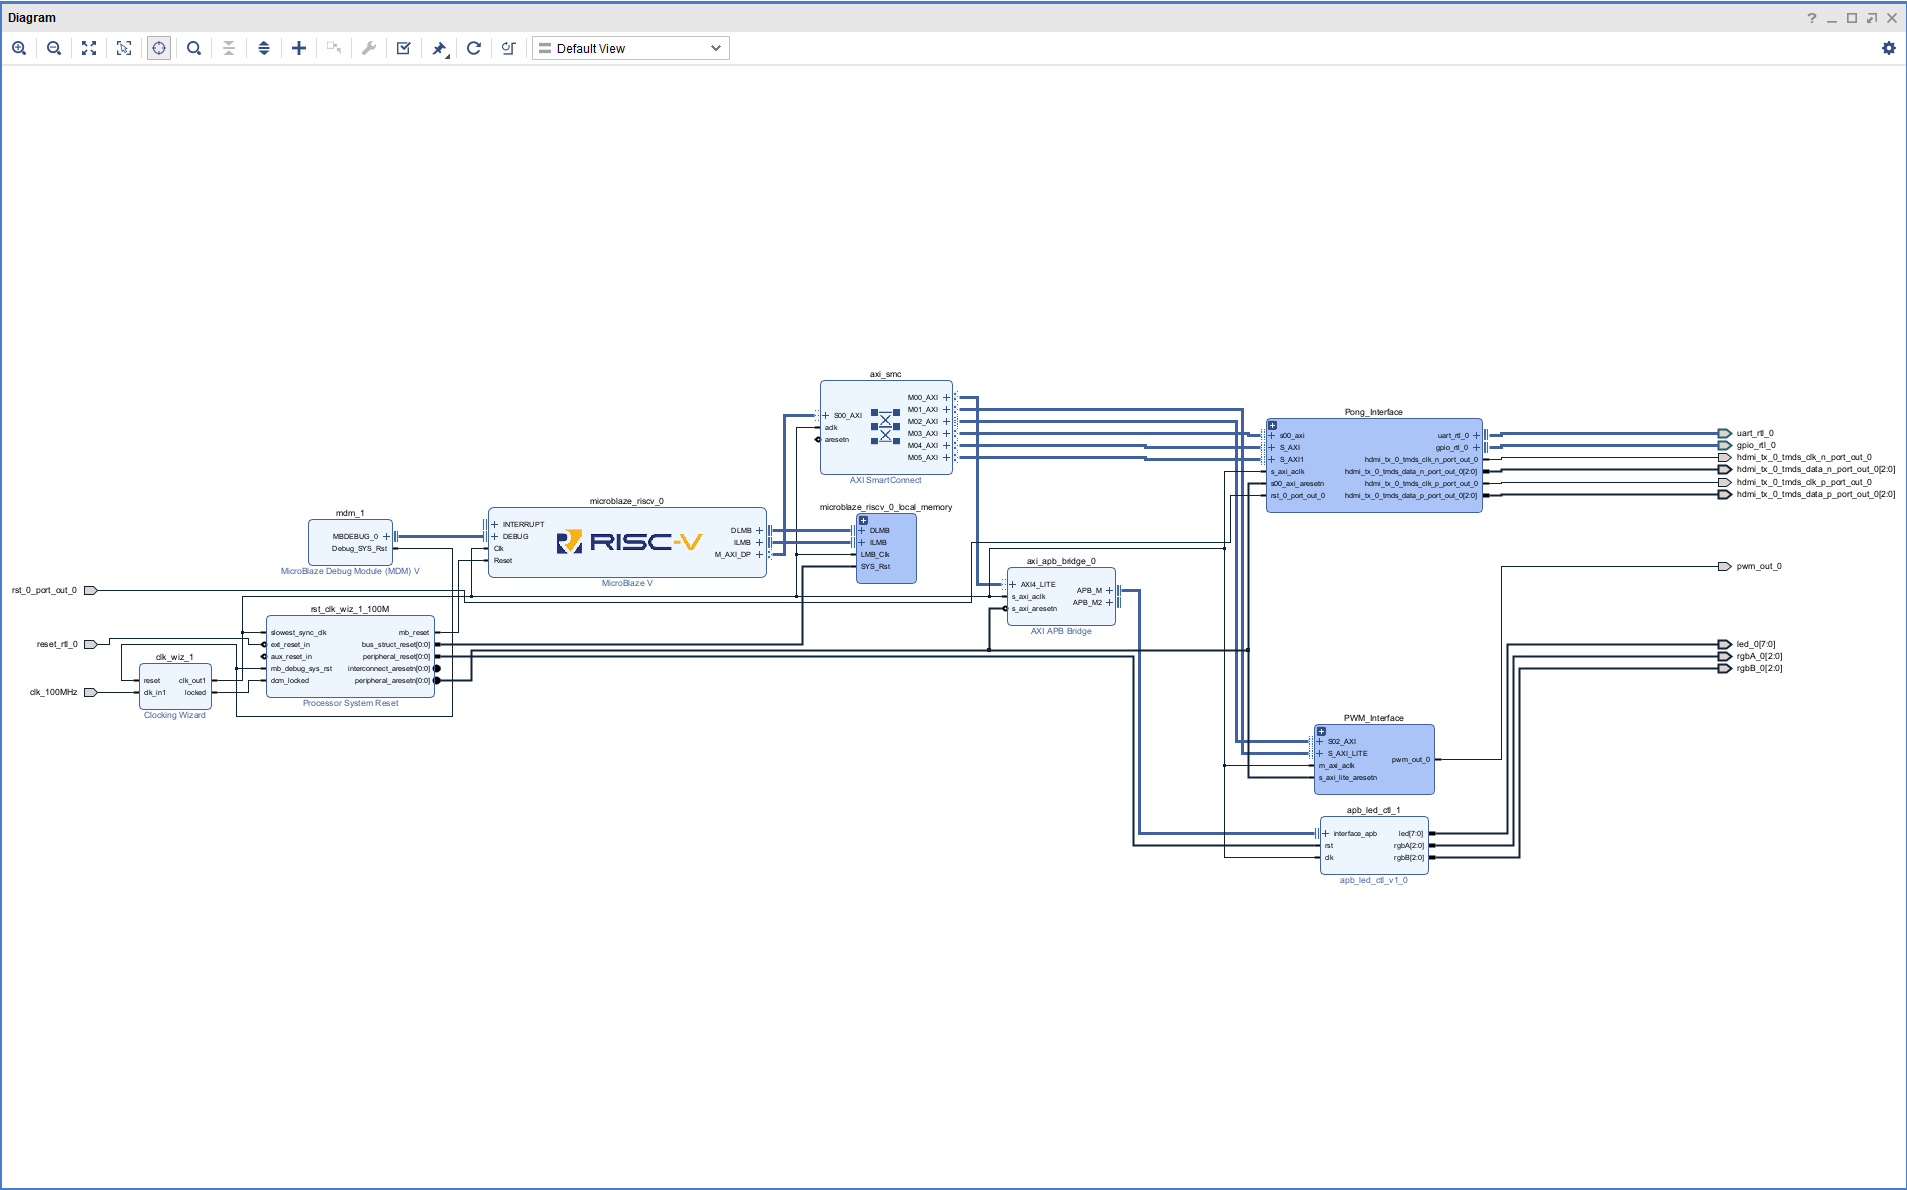 Diagram
Default View
axi_smc
S00_AXI
aclk
aresetn
M00_AXI
M01_AXI
M02_AXI
M03_AXI
M04_AXI
M05_AXI
AXI SmartConnect
Pong_Interface
s00_axi
S_AXI
S_AXI1
s_axi_aclk
s00_axi_aresetn
rst_0_port_out_0
uart_rtl_0
gpio_rtl_0
hdmi_tx_0_tmds_clk_n_port_out_0
hdmi_tx_0_tmds_data_n_port_out_0[2:0]
hdmi_tx_0_tmds_clk_p_port_out_0
hdmi_tx_0_tmds_data_p_port_out_0[2:0]
uart_rtl_0
gpio_rtl_0
hdmi_tx_0_tmds_clk_n_port_out_0
hdmi_tx_0_tmds_data_n_port_out_0[2:0]
hdmi_tx_0_tmds_clk_p_port_out_0
hdmi_tx_0_tmds_data_p_port_out_0[2:0]
mdm_1
MBDEBUG_0
Debug_SYS_Rst
MicroBlaze Debug Module (MDM) V
microblaze_riscv_0
INTERRUPT
DEBUG
Clk
Reset
RISC-V
DLMB
ILMB
M_AXI_DP
MicroBlaze V
microblaze_riscv_0_local_memory
DLMB
ILMB
LMB_Clk
SYS_Rst
axi_apb_bridge_0
AXI4_LITE
s_axi_aclk
s_axi_aresetn
APB_M
APB_M2
AXI APB Bridge
pwm_out_0
rst_0_port_out_0
reset_rtl_0
clk_100MHz
clk_wiz_1
reset
clk_in1
clk_out1
locked
Clocking Wizard
rst_clk_wiz_1_100M
slowest_sync_clk
ext_reset_in
aux_reset_in
mb_debug_sys_rst
dcm_locked
mb_reset
bus_struct_reset[0:0]
peripheral_reset[0:0]
interconnect_aresetn[0:0]
peripheral_aresetn[0:0]
Processor System Reset
led_0[7:0]
rgbA_0[2:0]
rgbB_0[2:0]
PWM_Interface
S02_AXI
S_AXI_LITE
m_axi_aclk
s_axi_lite_aresetn
pwm_out_0
apb_led_ctl_1
interface_apb
rst
clk
led[7:0]
rgbA[2:0]
rgbB[2:0]
apb_led_ctl_v1_0